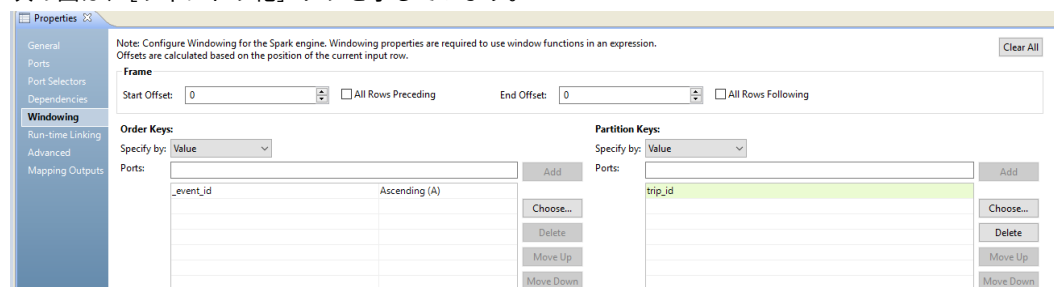 Properties
General
Ports
Port Selectors
Dependencies
Windowing
Run-time Linking
Advanced
Mapping Outputs
Note: Configure Windowing for the Spark engine. Windowing properties are required to use window functions in an expression.
Offsets are calculated based on the position of the current input row.
Clear All
Frame
Start Offset: 0 All Rows Preceding End Offset: 0 All Rows Following
Order Keys:
Specify by: Value
Ports: Add
_event_id Ascending (A)
Choose...
Delete
Move Up
Move Down
Partition Keys:
Specify by: Value
Ports: Add
trip_id
Choose...
Delete
Move Up
Move Down